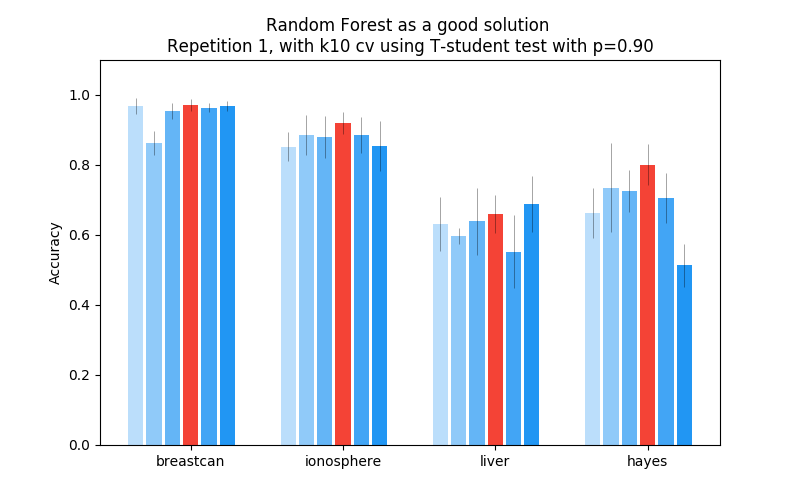 Random Forest as a good solution
Repetition 1, with k10 cv using T-student test with p=0.90
1.0
0.8
0.6
0.4
0.2
0.0
Accuracy
breastcan
ionosphere
liver
hayes